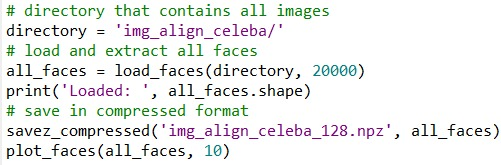 # directory that contains all images
directory = 'img_align_celeba/'
# load and extract all faces
all_faces = load_faces(directory, 20000)
print('Loaded: ', all_faces.shape)
# save in compressed format
savez_compressed('img_align_celeba_128.npz', all_faces)
plot_faces(all_faces, 10)